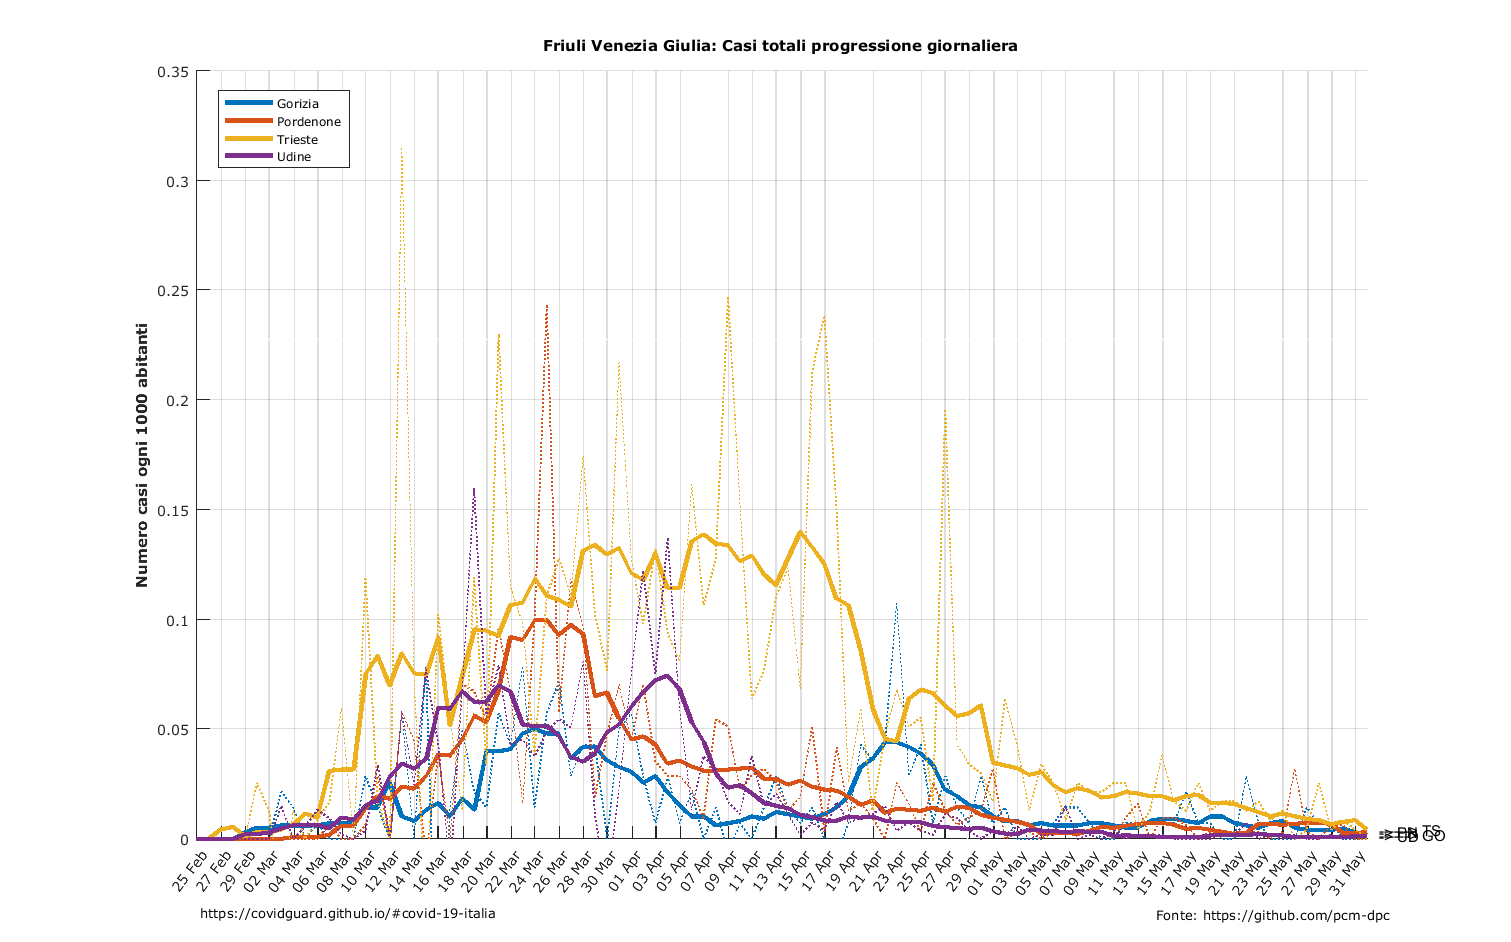 Friuli Venezia Giulia: Casi totali progressione giornaliera
Numero casi ogni 1000 abitanti
0.35
0.3
0.25
0.2
0.15
0.1
0.05
0
Gorizia
Pordenone
Trieste
Udine
25 Feb
27 Feb
29 Feb
02 Mar
04 Mar
06 Mar
08 Mar
10 Mar
12 Mar
14 Mar
16 Mar
18 Mar
20 Mar
22 Mar
24 Mar
26 Mar
28 Mar
30 Mar
01 Apr
03 Apr
05 Apr
07 Apr
09 Apr
11 Apr
13 Apr
15 Apr
17 Apr
19 Apr
21 Apr
23 Apr
25 Apr
27 Apr
29 Apr
01 May
03 May
05 May
07 May
09 May
11 May
13 May
15 May
17 May
19 May
21 May
23 May
25 May
27 May
29 May
31 May
TS
GO
https://covidguard.github.io/#covid-19-italia
Fonte: https://github.com/pcm-dpc